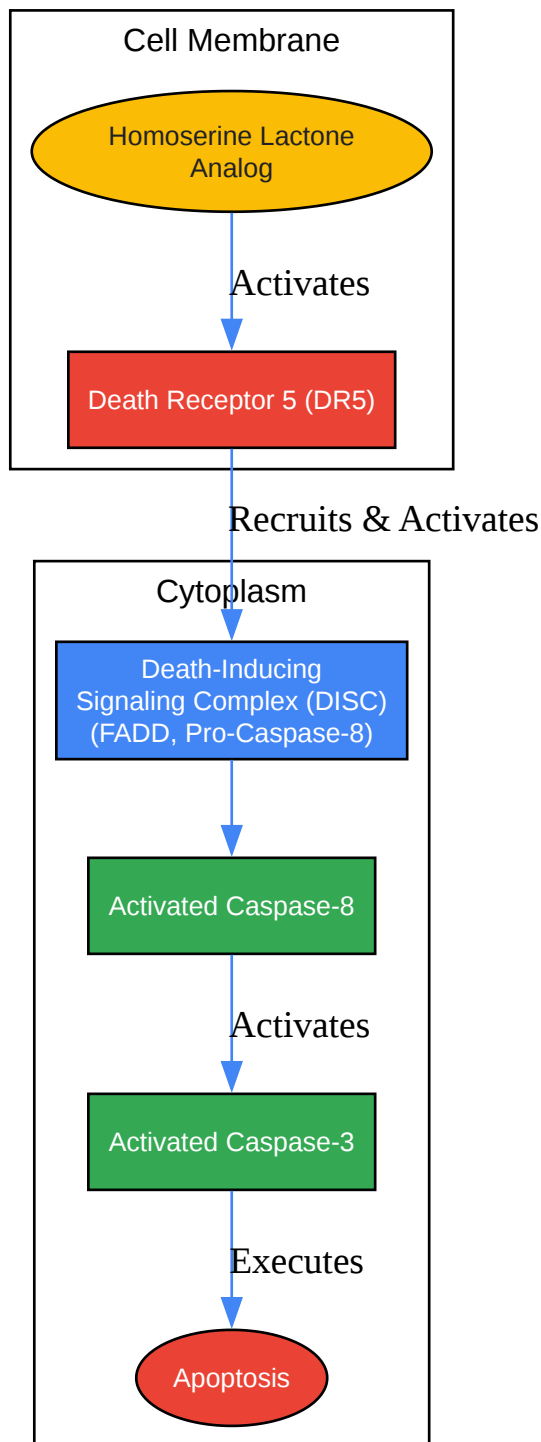 Cell Membrane
Homoserine Lactone
Analog
Activates
Death Receptor 5 (DR5)
Recruits & Activates
Cytoplasm
Death-Inducing
Signaling Complex (DISC)
(FADD, Pro-Caspase-8)
Activated Caspase-8
Activates
Activated Caspase-3
Executes
Apoptosis